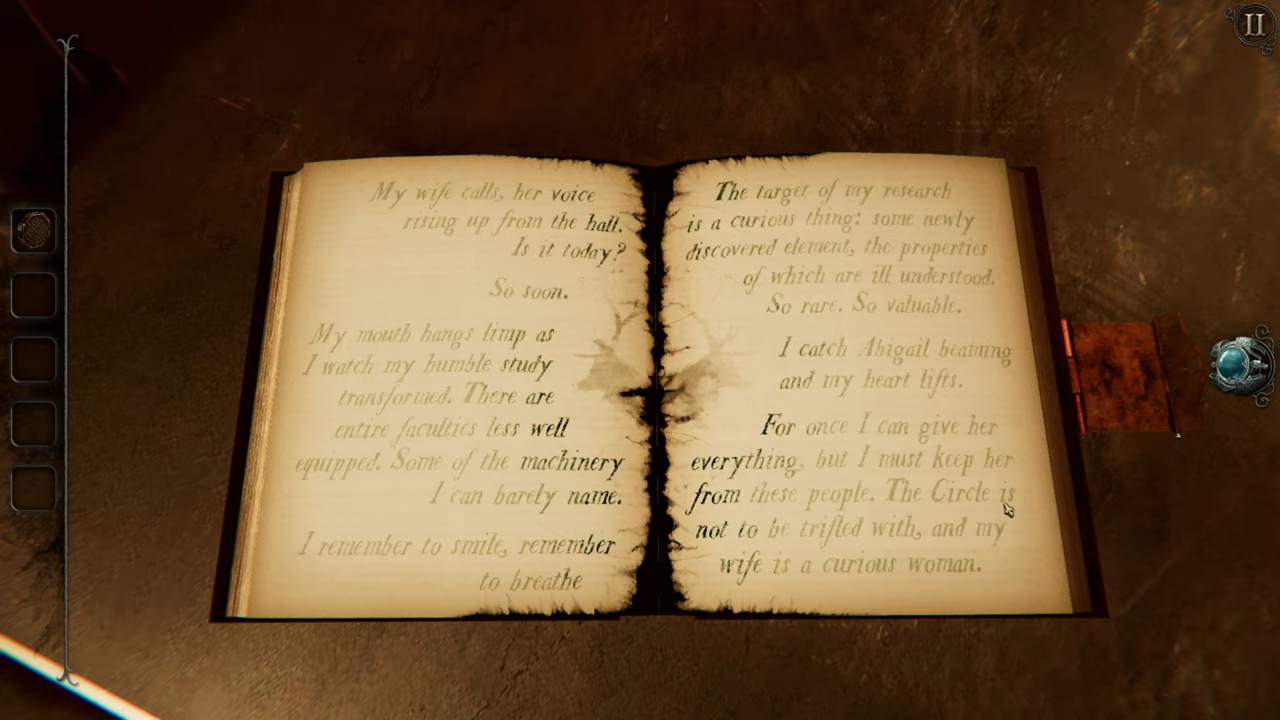 My wife calls, her voice
rising up from the hall.
Is it today?
So soon.
My mouth hangs limp as
I watch my humble study
transformed. There are
entire faculties less well
equipped. Some of the machinery
I can barely name.
I remember to smile, remember
to breathe
The target of my research
is a curious thing: some newly
discovered element, the properties
of which are ill understood.
So rare. So valuable.
I catch Abigail beaming
and my heart lifts.
For once I can give her
everything, but I must keep her
from these people. The Circle is
not to be trifled with, and my
wife is a curious woman.
II